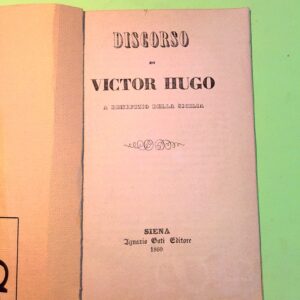 DISCORSO
DI
VICTOR HUGO
A BENEFIZIO DELLA SICILIA
SIENA
Ignazio Gati Editore
1860